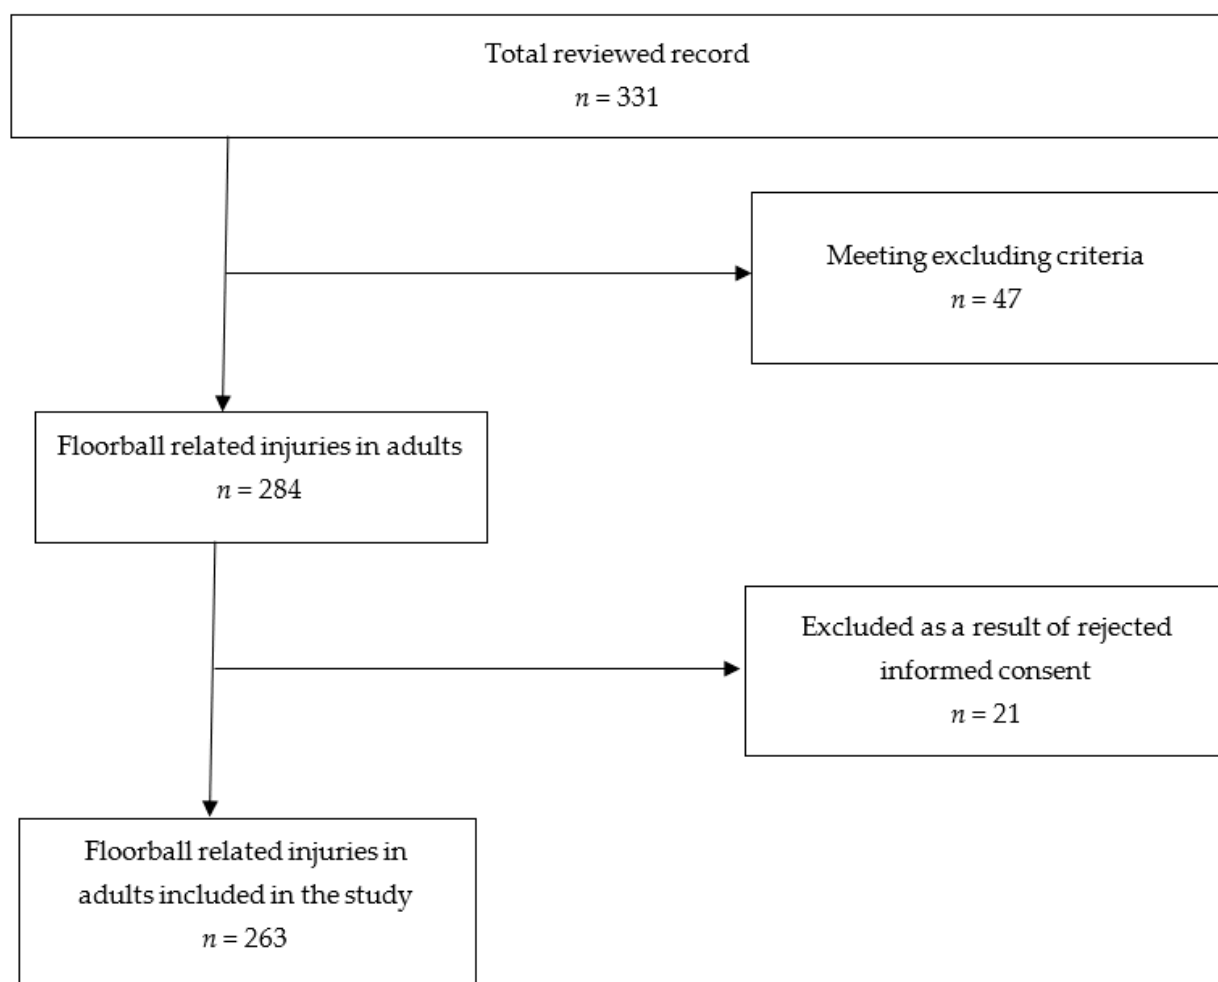 Total reviewed record
n = 331
Meeting excluding criteria
n = 47
Floorball related injuries in adults
n = 284
Excluded as a result of rejected
informed consent
n = 21
Floorball related injuries in
adults included in the study
n = 263